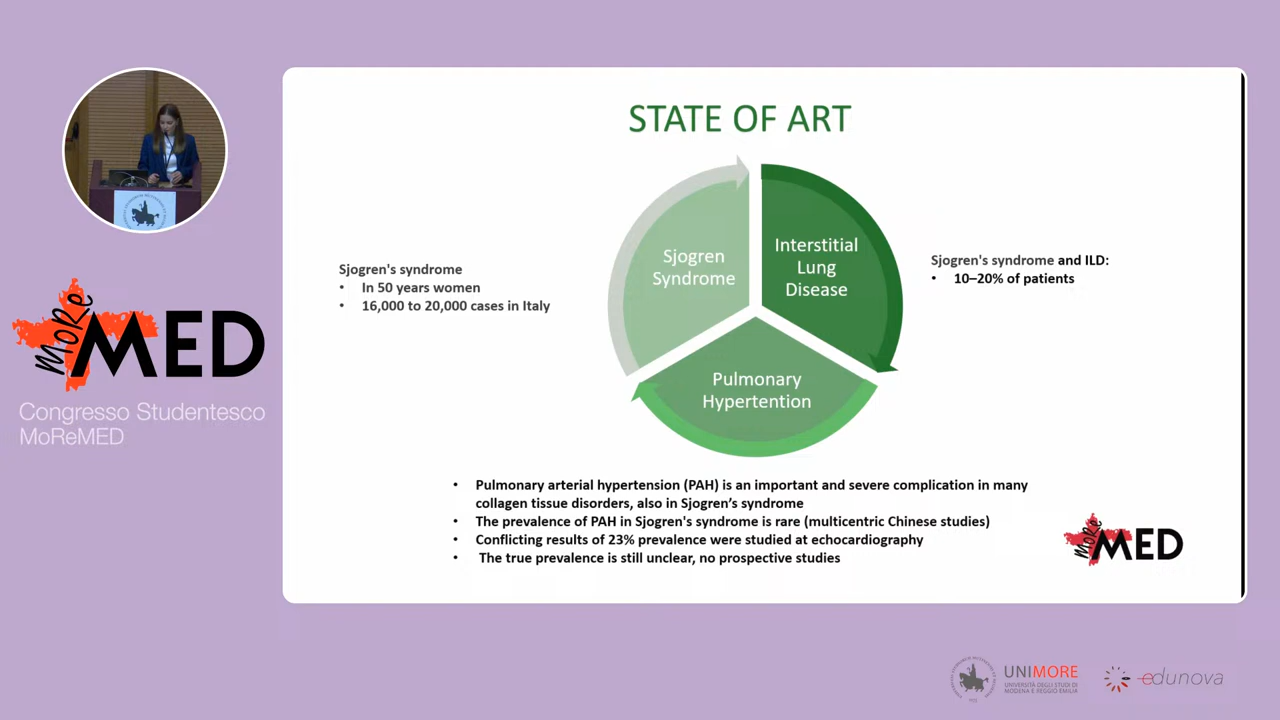 STATE OF ART
Sjogren
Syndrome
Interstitial
Lung
Disease
Pulmonary
Hypertention
Sjogren's syndrome
• In 50 years women
• 16,000 to 20,000 cases in Italy
Sjogren's syndrome and ILD:
• 10–20% of patients
• Pulmonary arterial hypertension (PAH) is an important and severe complication in many
collagen tissue disorders, also in Sjogren’s syndrome
• The prevalence of PAH in Sjogren's syndrome is rare (multicentric Chinese studies)
• Conflicting results of 23% prevalence were studied at echocardiography
• The true prevalence is still unclear, no prospective studies
MoRe
MED
Congresso Studentesco
MoReMED
MoRe
MED
UNIMORE
UNIVERSITÀ DEGLI STUDI DI
MODENA E REGGIO EMILIA
edunova